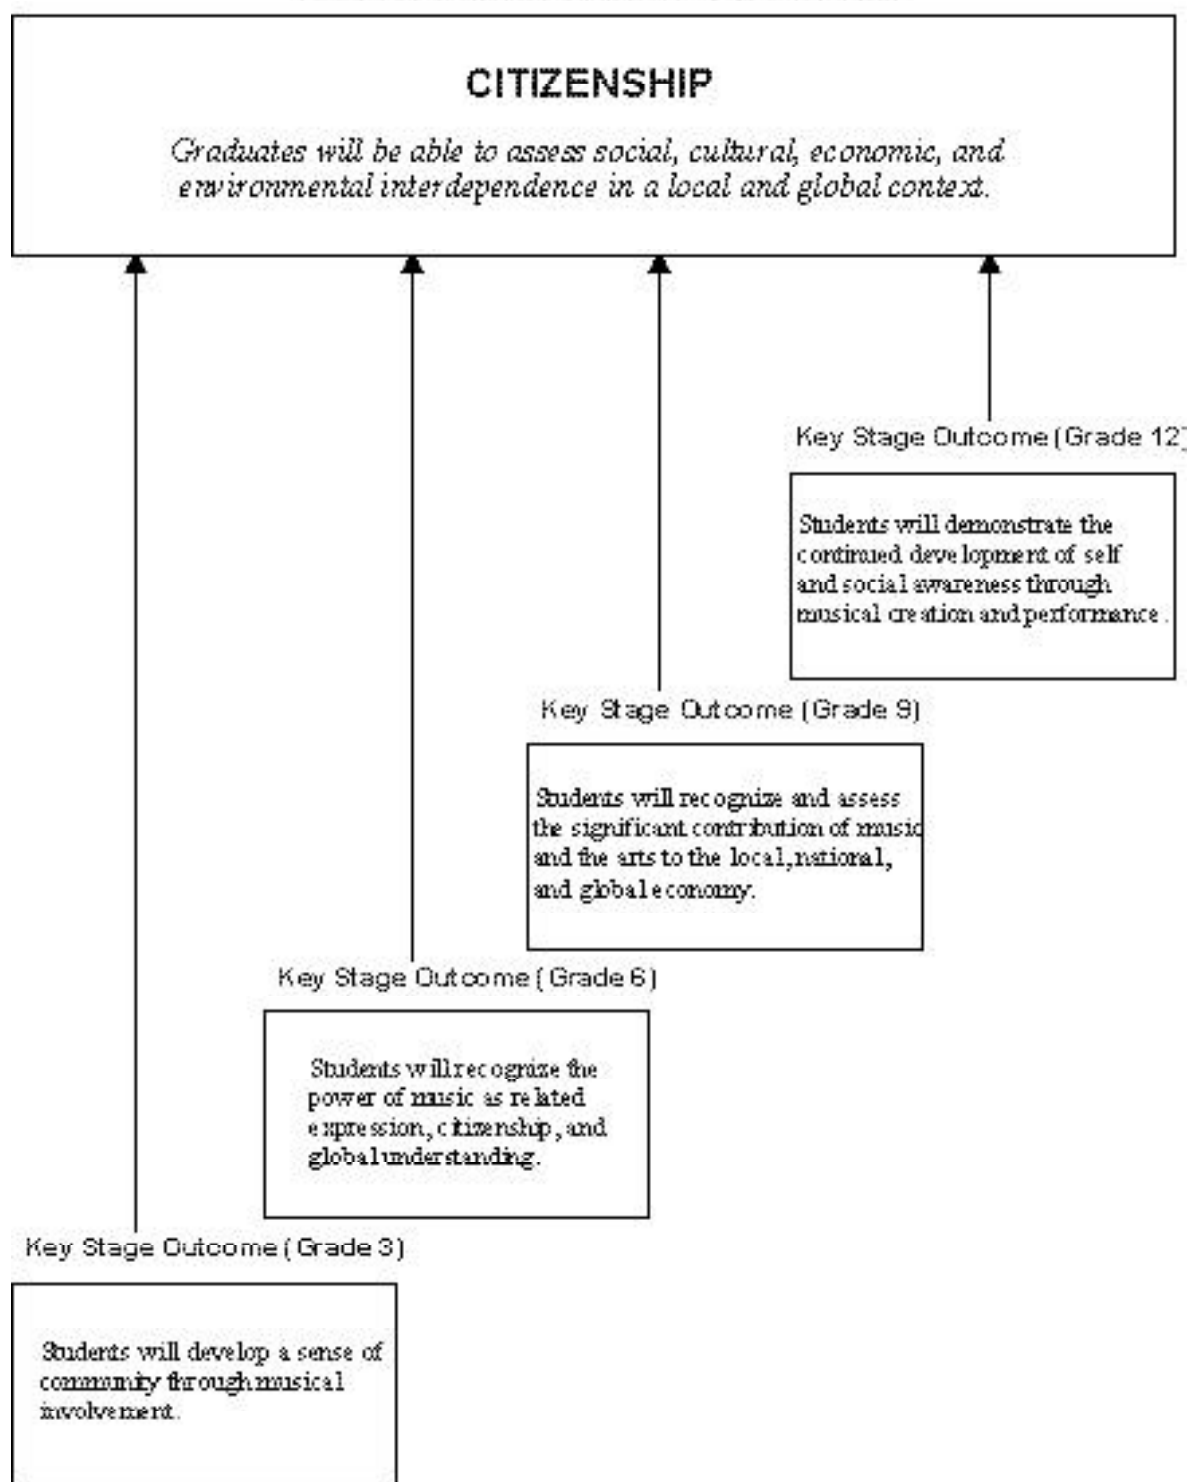 CITIZENSHIP
Graduates will be able to assess social, cultural, economic, and
environmental interdependence in a local and global context.
Key Stage Outcome (Grade 12)
Students will demonstrate the
continued development of self
and social awareness through
musical creation and performance.
Key Stage Outcome (Grade 9)
Students will recognize and assess
the significant contribution of music
and the arts to the local, national,
and global economy.
Key Stage Outcome (Grade 6)
Students will recognize the
power of music as related
expression, citizenship, and
global understanding.
Key Stage Outcome (Grade 3)
Students will develop a sense of
community through musical
involvement.